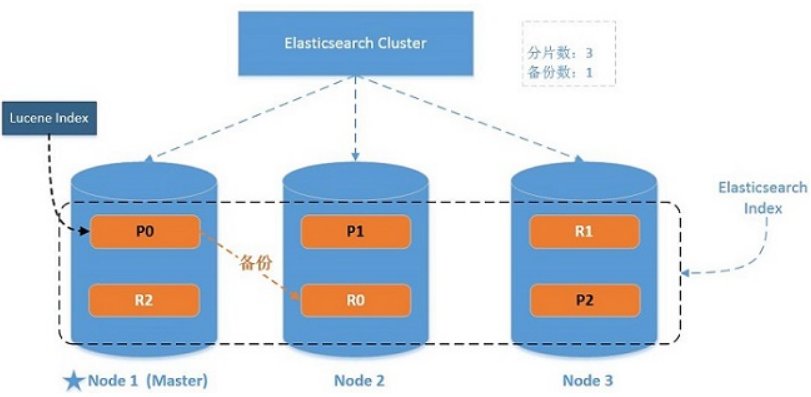 Elasticsearch Cluster
分片数：3
备份数：1
Lucene Index
Elasticsearch
Index
P0
P1
R1
备份
R2
R0
P2
Node 1 (Master)
Node 2
Node 3